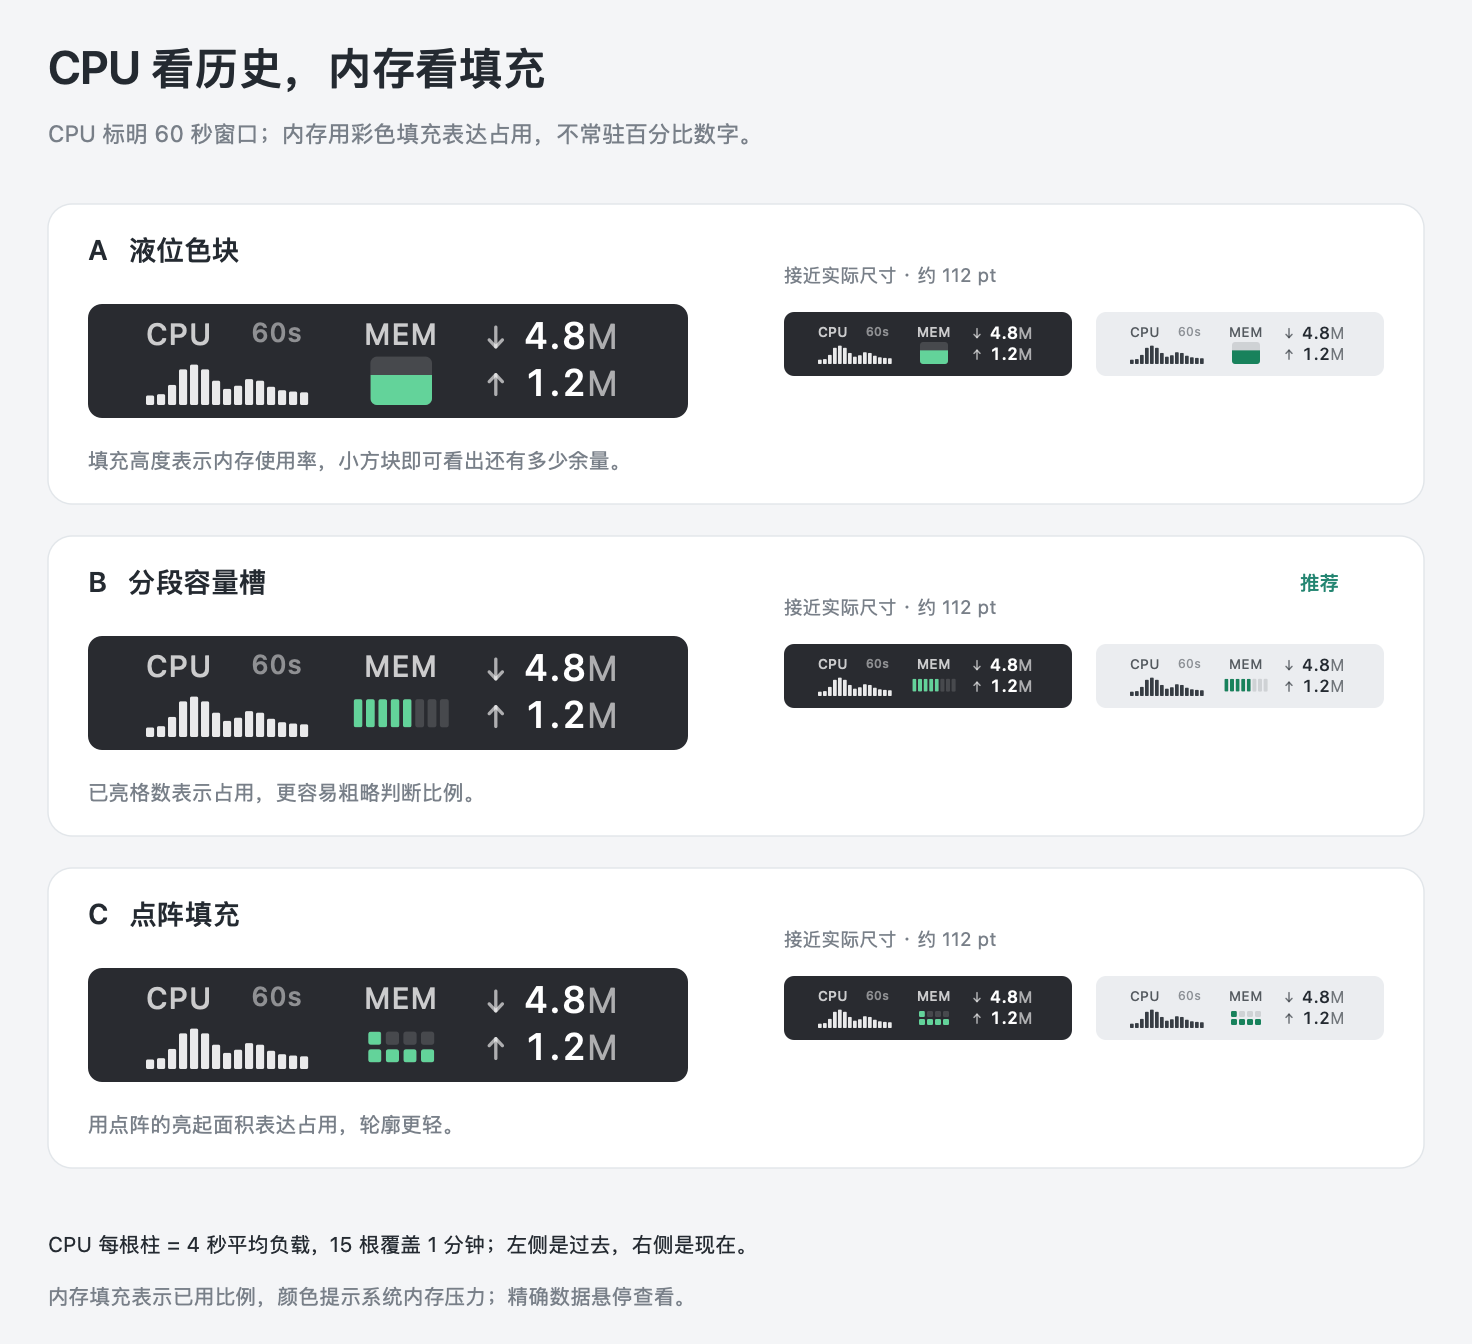 CPU 看历史，内存看填充
CPU 标明 60 秒窗口；内存用彩色填充表达占用，不常驻百分比数字。
A 液位色块
接近实际尺寸 · 约 112 pt
CPU 60s MEM ↓ 4.8M
↑ 1.2M
CPU 60s MEM ↓ 4.8M
↑ 1.2M
CPU 60s MEM ↓ 4.8M
↑ 1.2M
填充高度表示内存使用率，小方块即可看出还有多少余量。
B 分段容量槽
推荐
接近实际尺寸 · 约 112 pt
CPU 60s MEM ↓ 4.8M
↑ 1.2M
CPU 60s MEM ↓ 4.8M
↑ 1.2M
CPU 60s MEM ↓ 4.8M
↑ 1.2M
已亮格数表示占用，更容易粗略判断比例。
C 点阵填充
接近实际尺寸 · 约 112 pt
CPU 60s MEM ↓ 4.8M
↑ 1.2M
CPU 60s MEM ↓ 4.8M
↑ 1.2M
CPU 60s MEM ↓ 4.8M
↑ 1.2M
用点阵的亮起面积表达占用，轮廓更轻。
CPU 每根柱 = 4 秒平均负载，15 根覆盖 1 分钟；左侧是过去，右侧是现在。
内存填充表示已用比例，颜色提示系统内存压力；精确数据悬停查看。